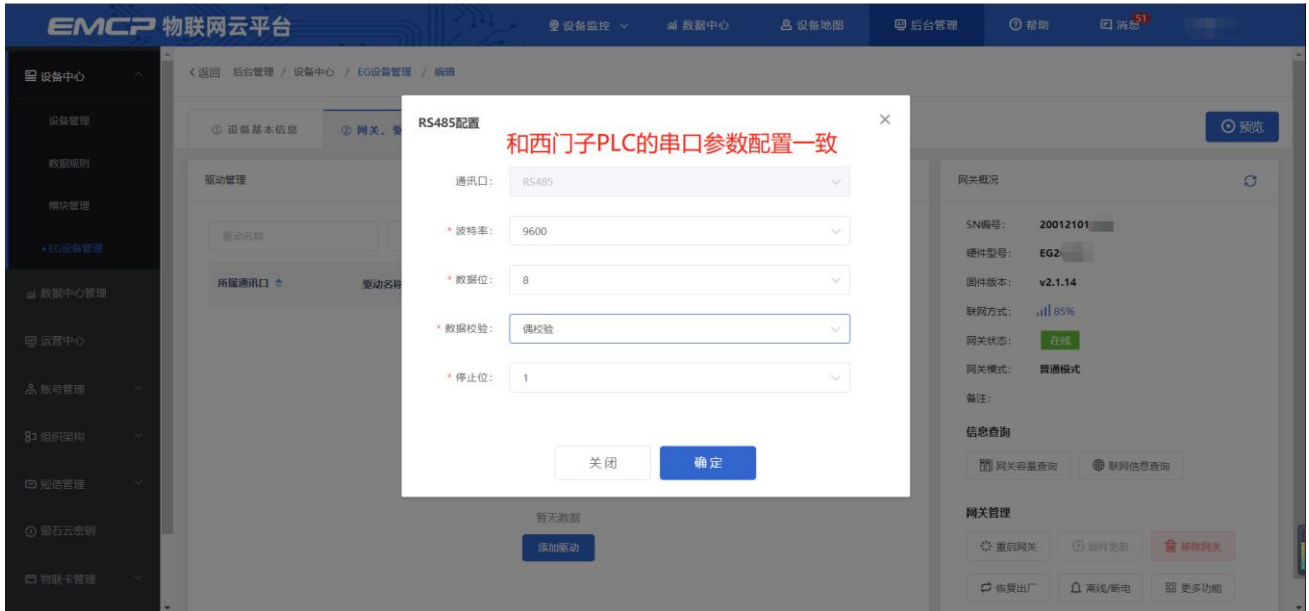 EMCP 物联网云平台
设备监控
数据中心
设备地图
后台管理
帮助
消息
51
设备中心
设备管理
数据规则
模块管理
EG设备管理
数据中心管理
运营中心
账号管理
组织架构
短信管理
萤石云密钥
物联卡管理
返回 后台管理 / 设备中心 / EG设备管理 / 编辑
① 设备基本信息
② 网关、
预览
驱动管理
驱动名称
所属通讯口
驱动名称
RS485配置
和西门子PLC的串口参数配置一致
通讯口: RS485
* 波特率: 9600
* 数据位: 8
* 数据校验: 偶校验
* 停止位: 1
关闭
确定
暂无数据
添加驱动
网关概况
SN编号: 20012101
硬件型号: EG2
固件版本: v2.1.14
联网方式: 85%
网关状态: 在线
网关模式: 普通模式
备注:
信息查询
网关容量查询
联网信息查询
网关管理
重启网关
固件更新
移除网关
恢复出厂
离线/断电
更多功能